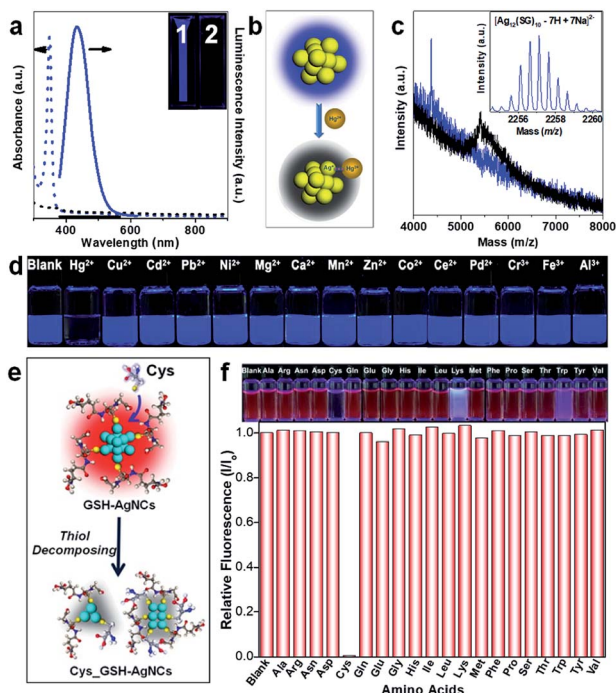 a
Absorbance (a.u.)
Luminescence Intensity (a.u.)
1 2
400 600 800
Wavelength (nm)
b
Hg²⁺
Ag⁺ Hg²⁺
c
Intensity (a.u.)
[Ag₁₂(SG)₁₀ - 7H + 7Na]²⁻
Intensity (a.u.)
2256 2258 2260
Mass (m/z)
4000 5000 6000 7000 8000
Mass (m/z)
d
Blank Hg²⁺ Cu²⁺ Cd²⁺ Pb²⁺ Ni²⁺ Mg²⁺ Ca²⁺ Mn²⁺ Zn²⁺ Co²⁺ Ce²⁺ Pd²⁺ Cr³⁺ Fe³⁺ Al³⁺
e
Cys
GSH-AgNCs
Thiol
Decomposing
Cys_GSH-AgNCs
f
Blank Ala Arg Asn Asp Cys Gln Glu Gly His Ile Leu Lys Met Phe Pro Ser Thr Trp Tyr Val
Relative Fluorescence (I/I₀)
1.0
0.8
0.6
0.4
0.2
0.0
Blank Ala Arg Asn Asp Cys Gln Glu Gly His Ile Leu Lys Met Phe Pro Ser Thr Trp Tyr Val
Amino Acids